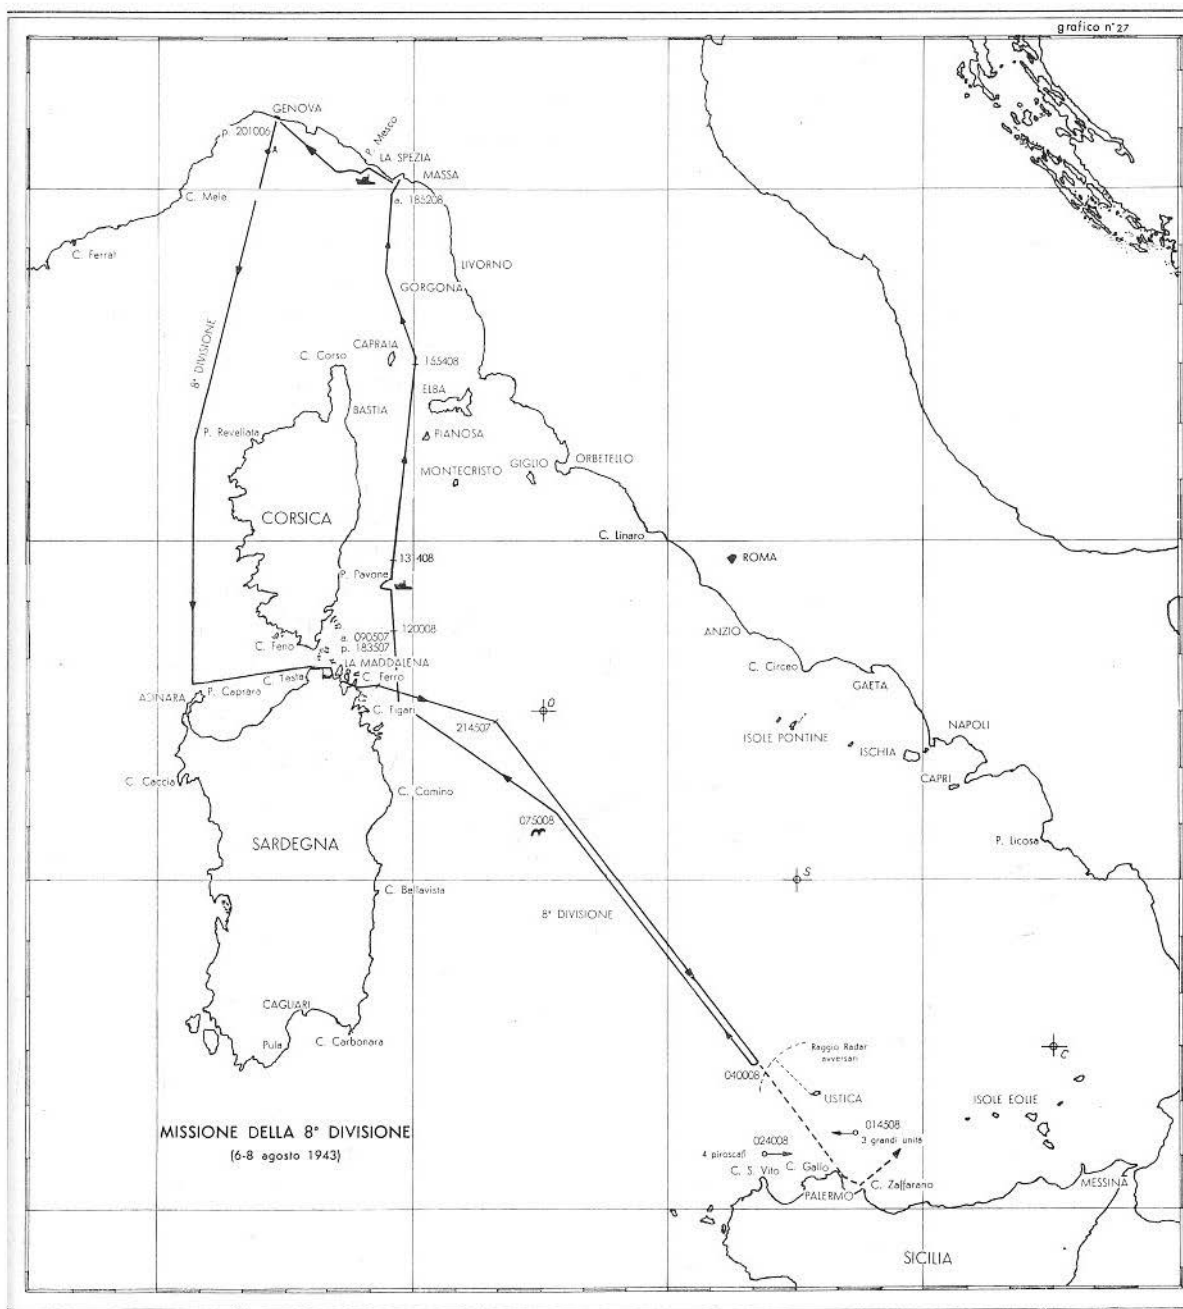 grafico n°27
GENOVA
p. 201006
A
P. Mesco
LA SPEZIA
MASSA
C. Mele
a. 185208
C. Ferrat
LIVORNO
GORGONA
8ª DIVISIONE
CAPRAIA
C. Corso
155408
ELBA
BASTIA
P. Revellata
PIANOSA
MONTECRISTO
GIGLIO
ORBETELLO
CORSICA
C. Linaro
ROMA
131408
P. Pavone
120008
ANZIO
a. 090507
p. 183507
C. Feno
LA MADDALENA
C. Circeo
C. Testa
C. Ferro
GAETA
ASINARA
P. Caprara
C. Figari
D
214507
NAPOLI
ISOLE PONTINE
ISCHIA
CAPRI
C. Caccia
C. Comino
075008
P. Licosa
SARDEGNA
S
C. Bellavista
8ª DIVISIONE
CAGLIARI
Pula
C. Carbonara
Raggio Radar
avversari
C
040008
USTICA
ISOLE EOLIE
MISSIONE DELLA 8ª DIVISIONE
(6-8 agosto 1943)
014508
3 grandi unità
024008
4 piroscafi
C. S. Vito
C. Gallo
C. Zaffarano
PALERMO
MESSINA
SICILIA